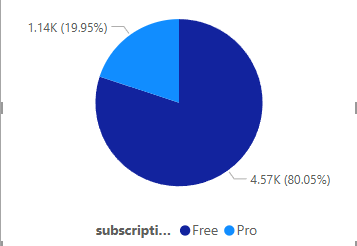 1.14K (19.95%)
4.57K (80.05%)
subscripti... Free Pro